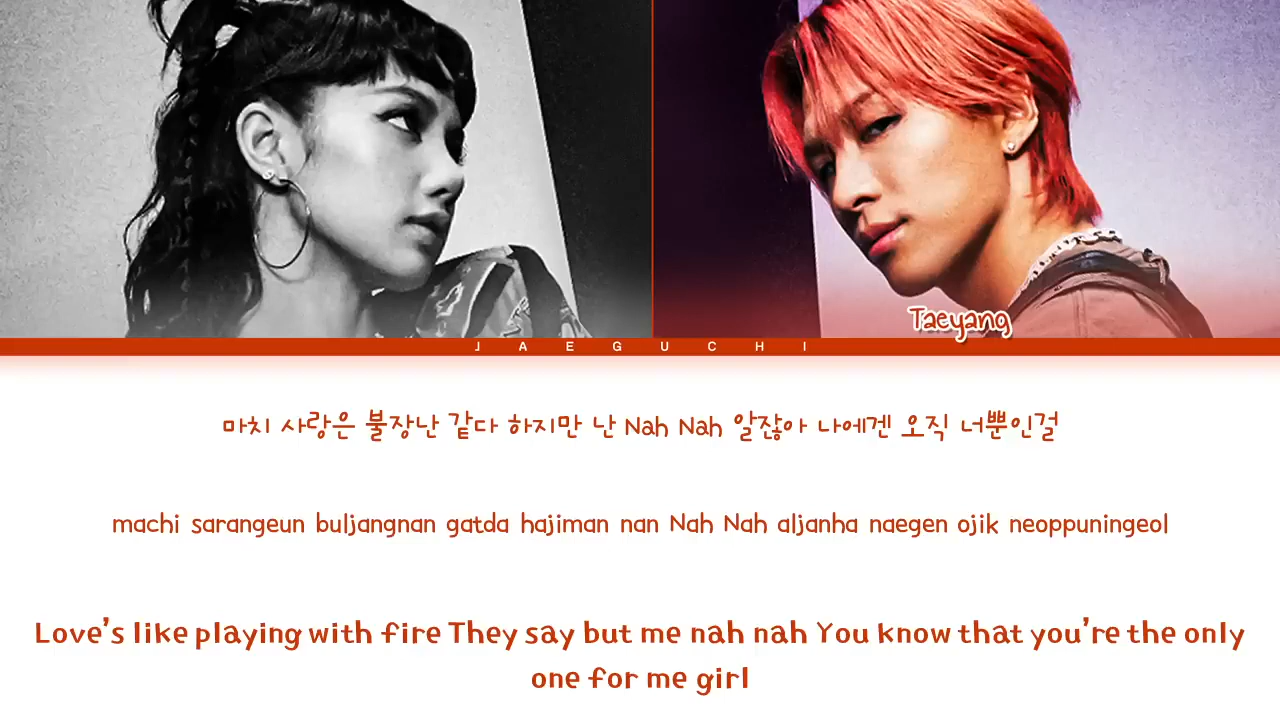 Taeyang
JAEGUCHI
마치 사랑은 불장난 같다 하지만 난 Nah Nah 알잖아 나에겐 오직 너뿐인걸
machi sarangeun buljangnan gatda hajiman nan Nah Nah aljanha naegen ojik neoppuningeol
Love's like playing with fire They say but me nah nah You know that you're the only
one for me girl